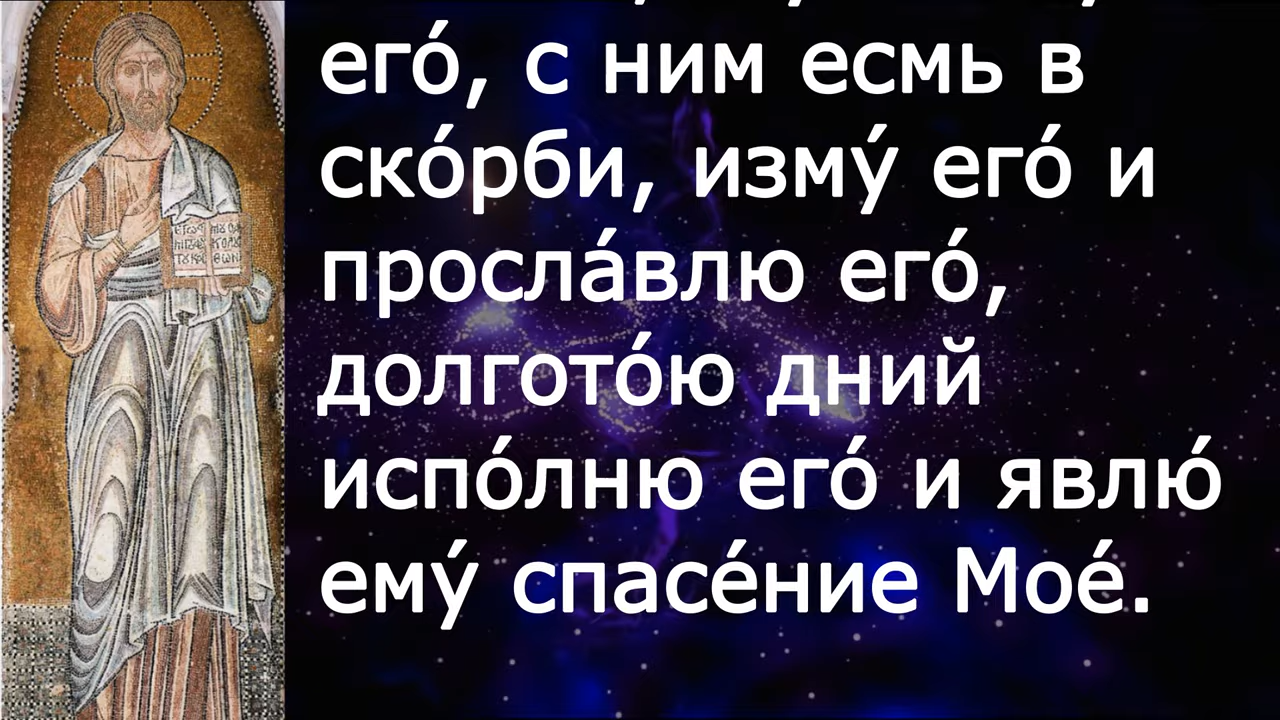 его́, с ним есмь в
ско́рби, изму́ его́ и
просла́влю его́,
долгото́ю дний
испо́лню его́ и явлю́
ему́ спасе́ние Мое́.